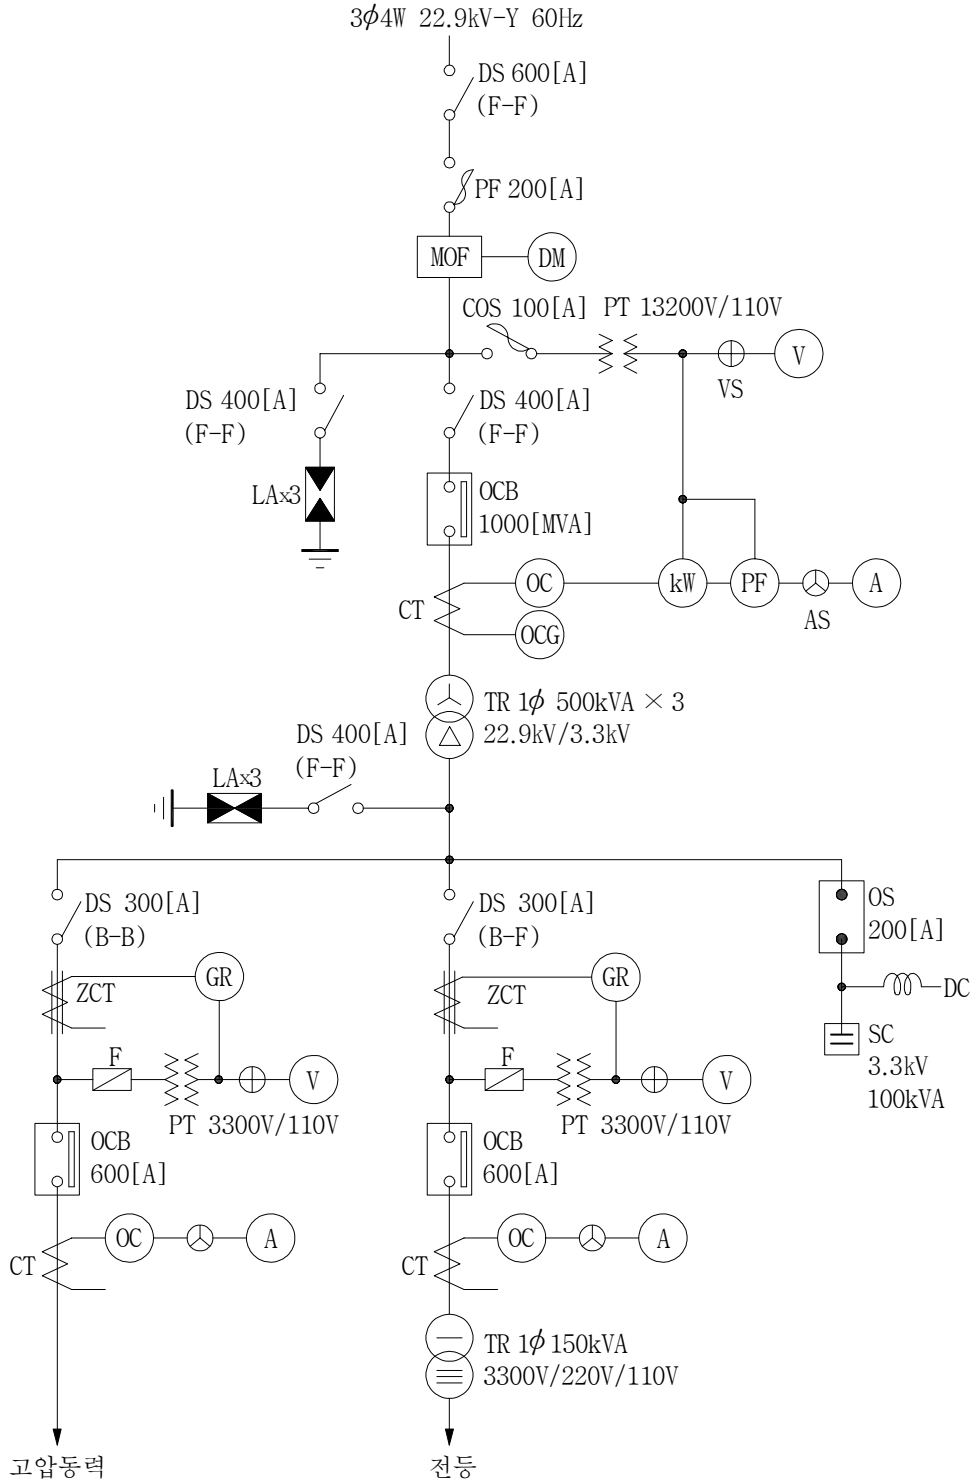 3ϕ4W 22.9kV-Y 60Hz
DS 600[A]
(F-F)
PF 200[A]
MOF
DM
COS 100[A]
PT 13200V/110V
V
VS
DS 400[A]
(F-F)
DS 400[A]
(F-F)
LAx3
OCB
1000[MVA]
CT
OC
kW
PF
A
AS
OCG
TR 1ϕ 500kVA × 3
22.9kV/3.3kV
DS 400[A]
(F-F)
LAx3
DS 300[A]
(B-B)
DS 300[A]
(B-F)
OS
200[A]
ZCT
GR
ZCT
GR
DC
SC
3.3kV
100kVA
F
V
PT 3300V/110V
F
V
PT 3300V/110V
OCB
600[A]
OCB
600[A]
CT
OC
A
CT
OC
A
TR 1ϕ 150kVA
3300V/220V/110V
고압동력
전등